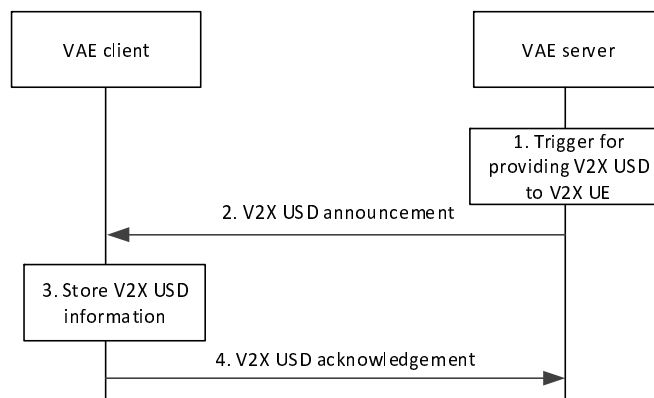 VAE client
VAE server
1. Trigger for
providing V2X USD
to V2X UE
2. V2X USD announcement
3. Store V2X USD
information
4. V2X USD acknowledgement